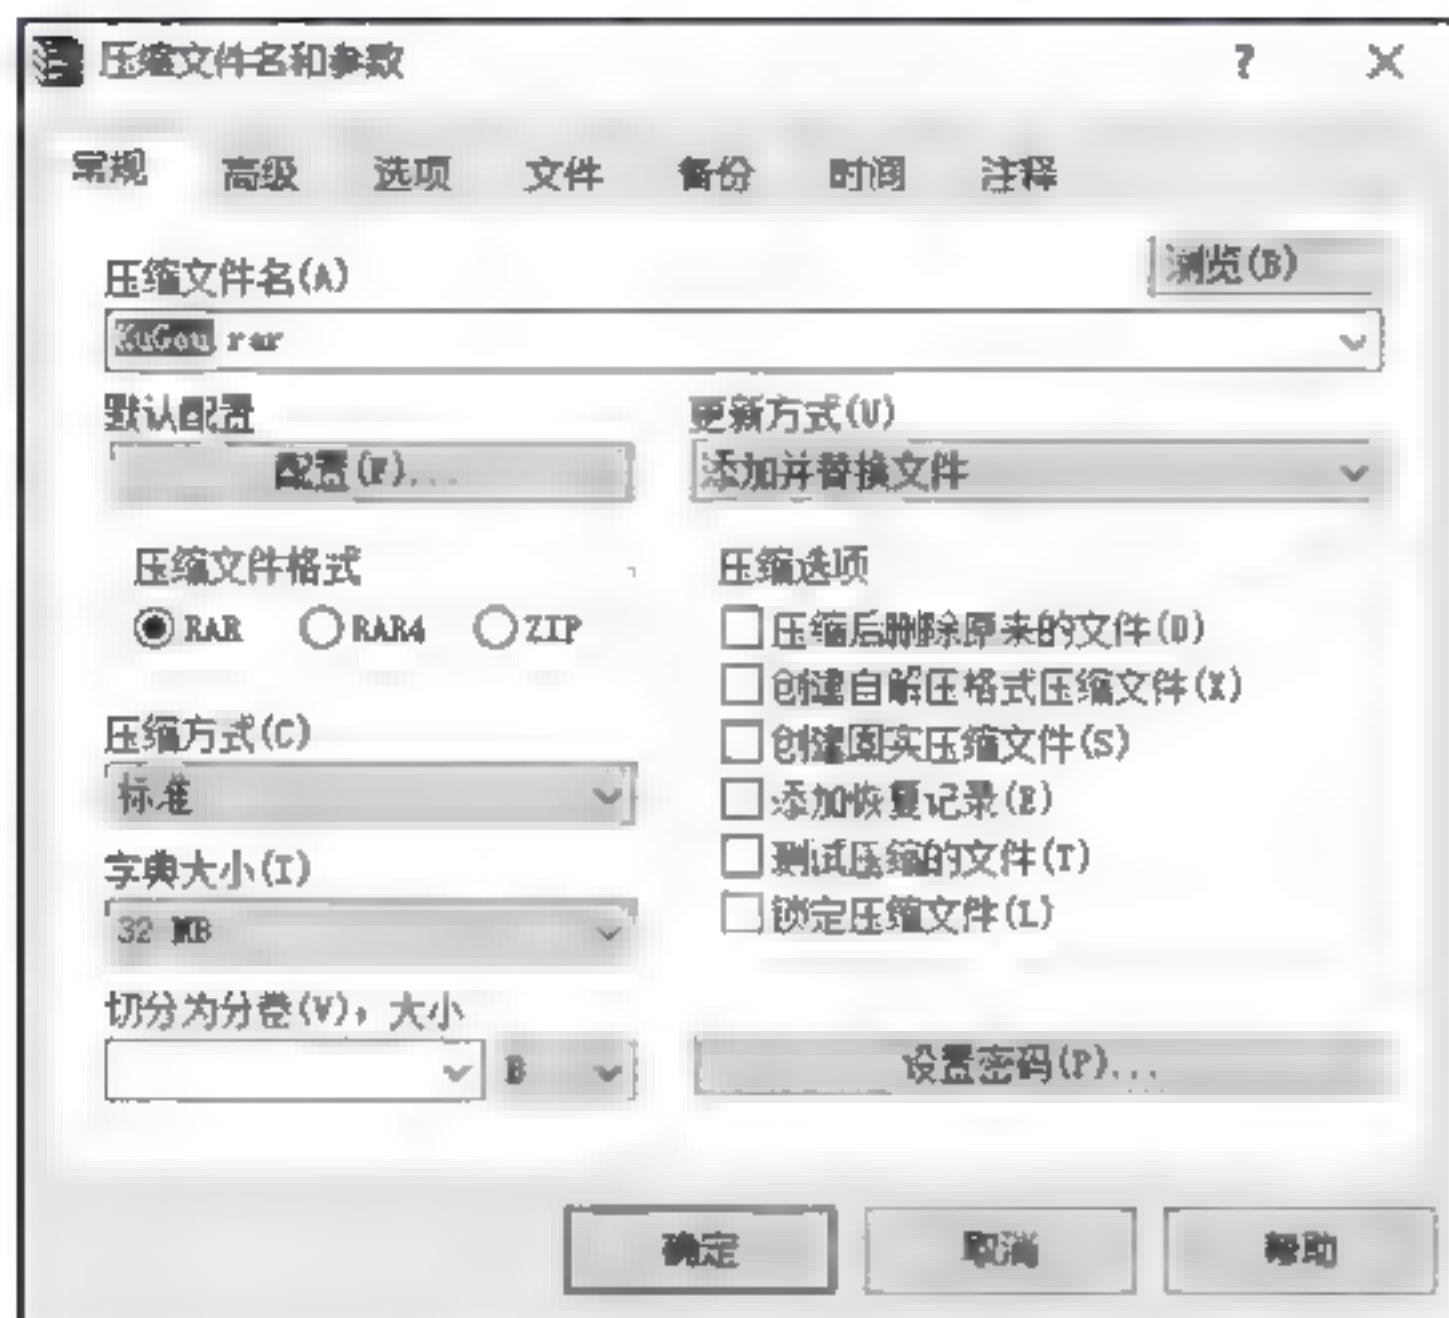 压缩文件名和参数 ?
常规 高级 选项 文件 备份 时间 注释
压缩文件名(A) 浏览(B)
KuGou.rar
默认配置 更新方式(U)
配置(F)... 添加并替换文件
压缩文件格式 压缩选项
RAR RAR4 ZIP 压缩后删除原来的文件(D)
创建自解压格式压缩文件(X)
压缩方式(C) 创建固实压缩文件(S)
标准 添加恢复记录(E)
字典大小(I) 测试压缩的文件(T)
32 MB 锁定压缩文件(L)
切分为分卷(V), 大小
B 设置密码(P)...
确定 取消 帮助